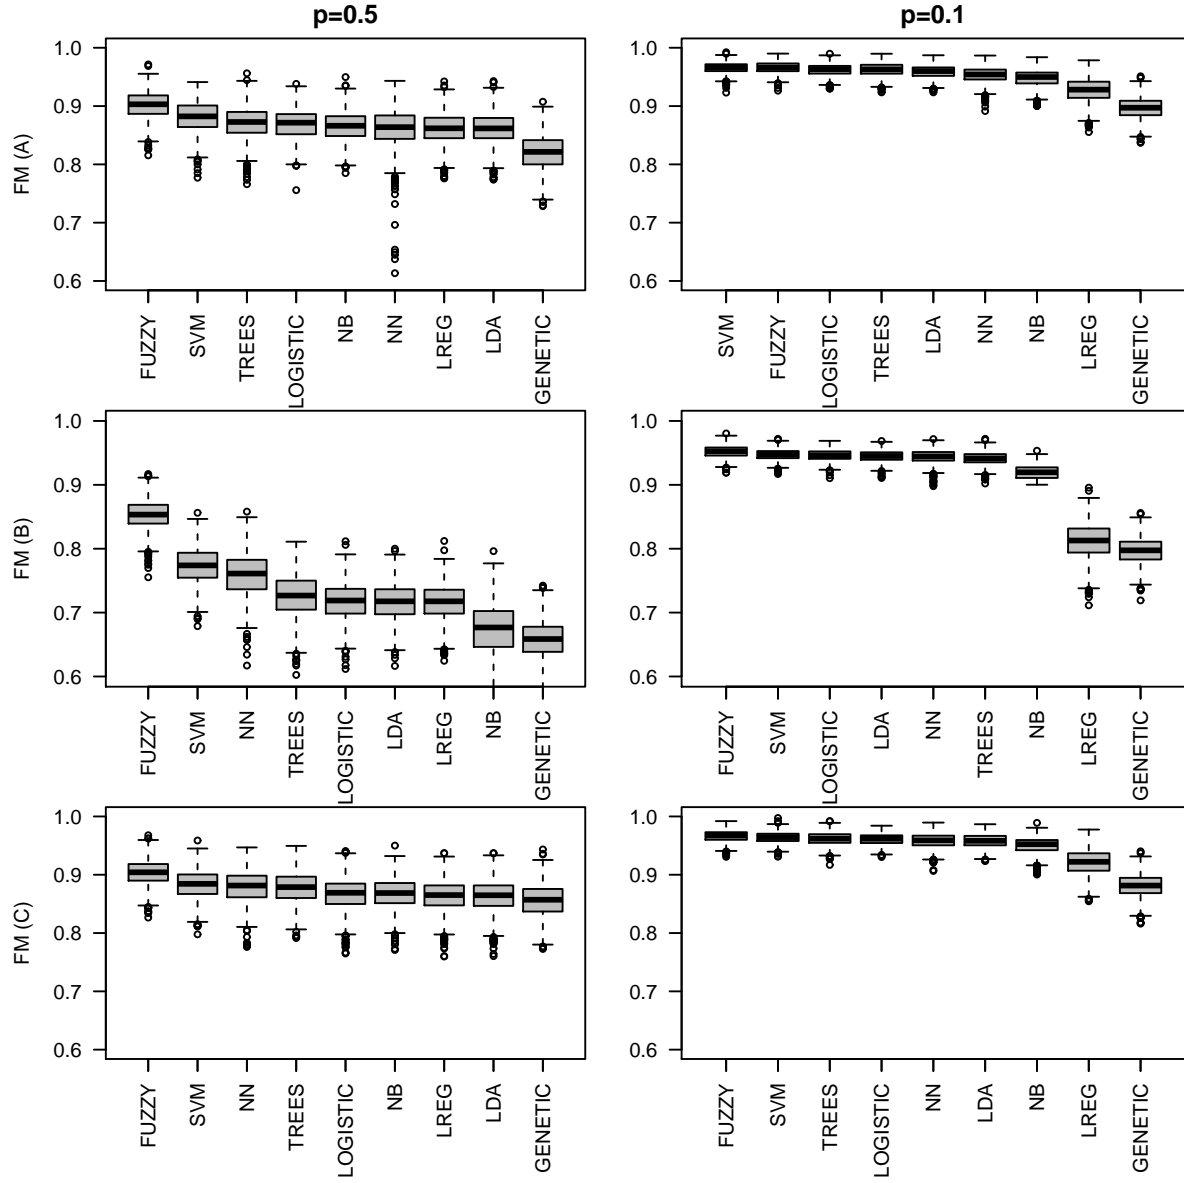 p=0.5
p=0.1
FM (A)
1.0
0.9
0.8
0.7
0.6
FUZZY
SVM
TREES
LOGISTIC
NB
NN
LREG
LDA
GENETIC
1.0
0.9
0.8
0.7
0.6
SVM
FUZZY
LOGISTIC
TREES
LDA
NN
NB
LREG
GENETIC
FM (B)
1.0
0.9
0.8
0.7
0.6
FUZZY
SVM
NN
TREES
LOGISTIC
LDA
LREG
NB
GENETIC
1.0
0.9
0.8
0.7
0.6
FUZZY
SVM
LOGISTIC
LDA
NN
TREES
NB
LREG
GENETIC
FM (C)
1.0
0.9
0.8
0.7
0.6
FUZZY
SVM
NN
TREES
LOGISTIC
NB
LREG
LDA
GENETIC
1.0
0.9
0.8
0.7
0.6
FUZZY
SVM
TREES
LOGISTIC
NN
LDA
NB
LREG
GENETIC